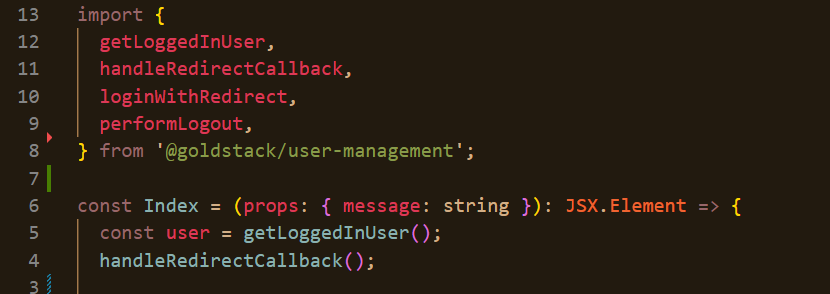 13 import {
12   getLoggedInUser,
11   handleRedirectCallback,
10   loginWithRedirect,
9   performLogout,
8 } from '@goldstack/user-management';
7
6 const Index = (props: { message: string }): JSX.Element => {
5   const user = getLoggedInUser();
4   handleRedirectCallback();
3